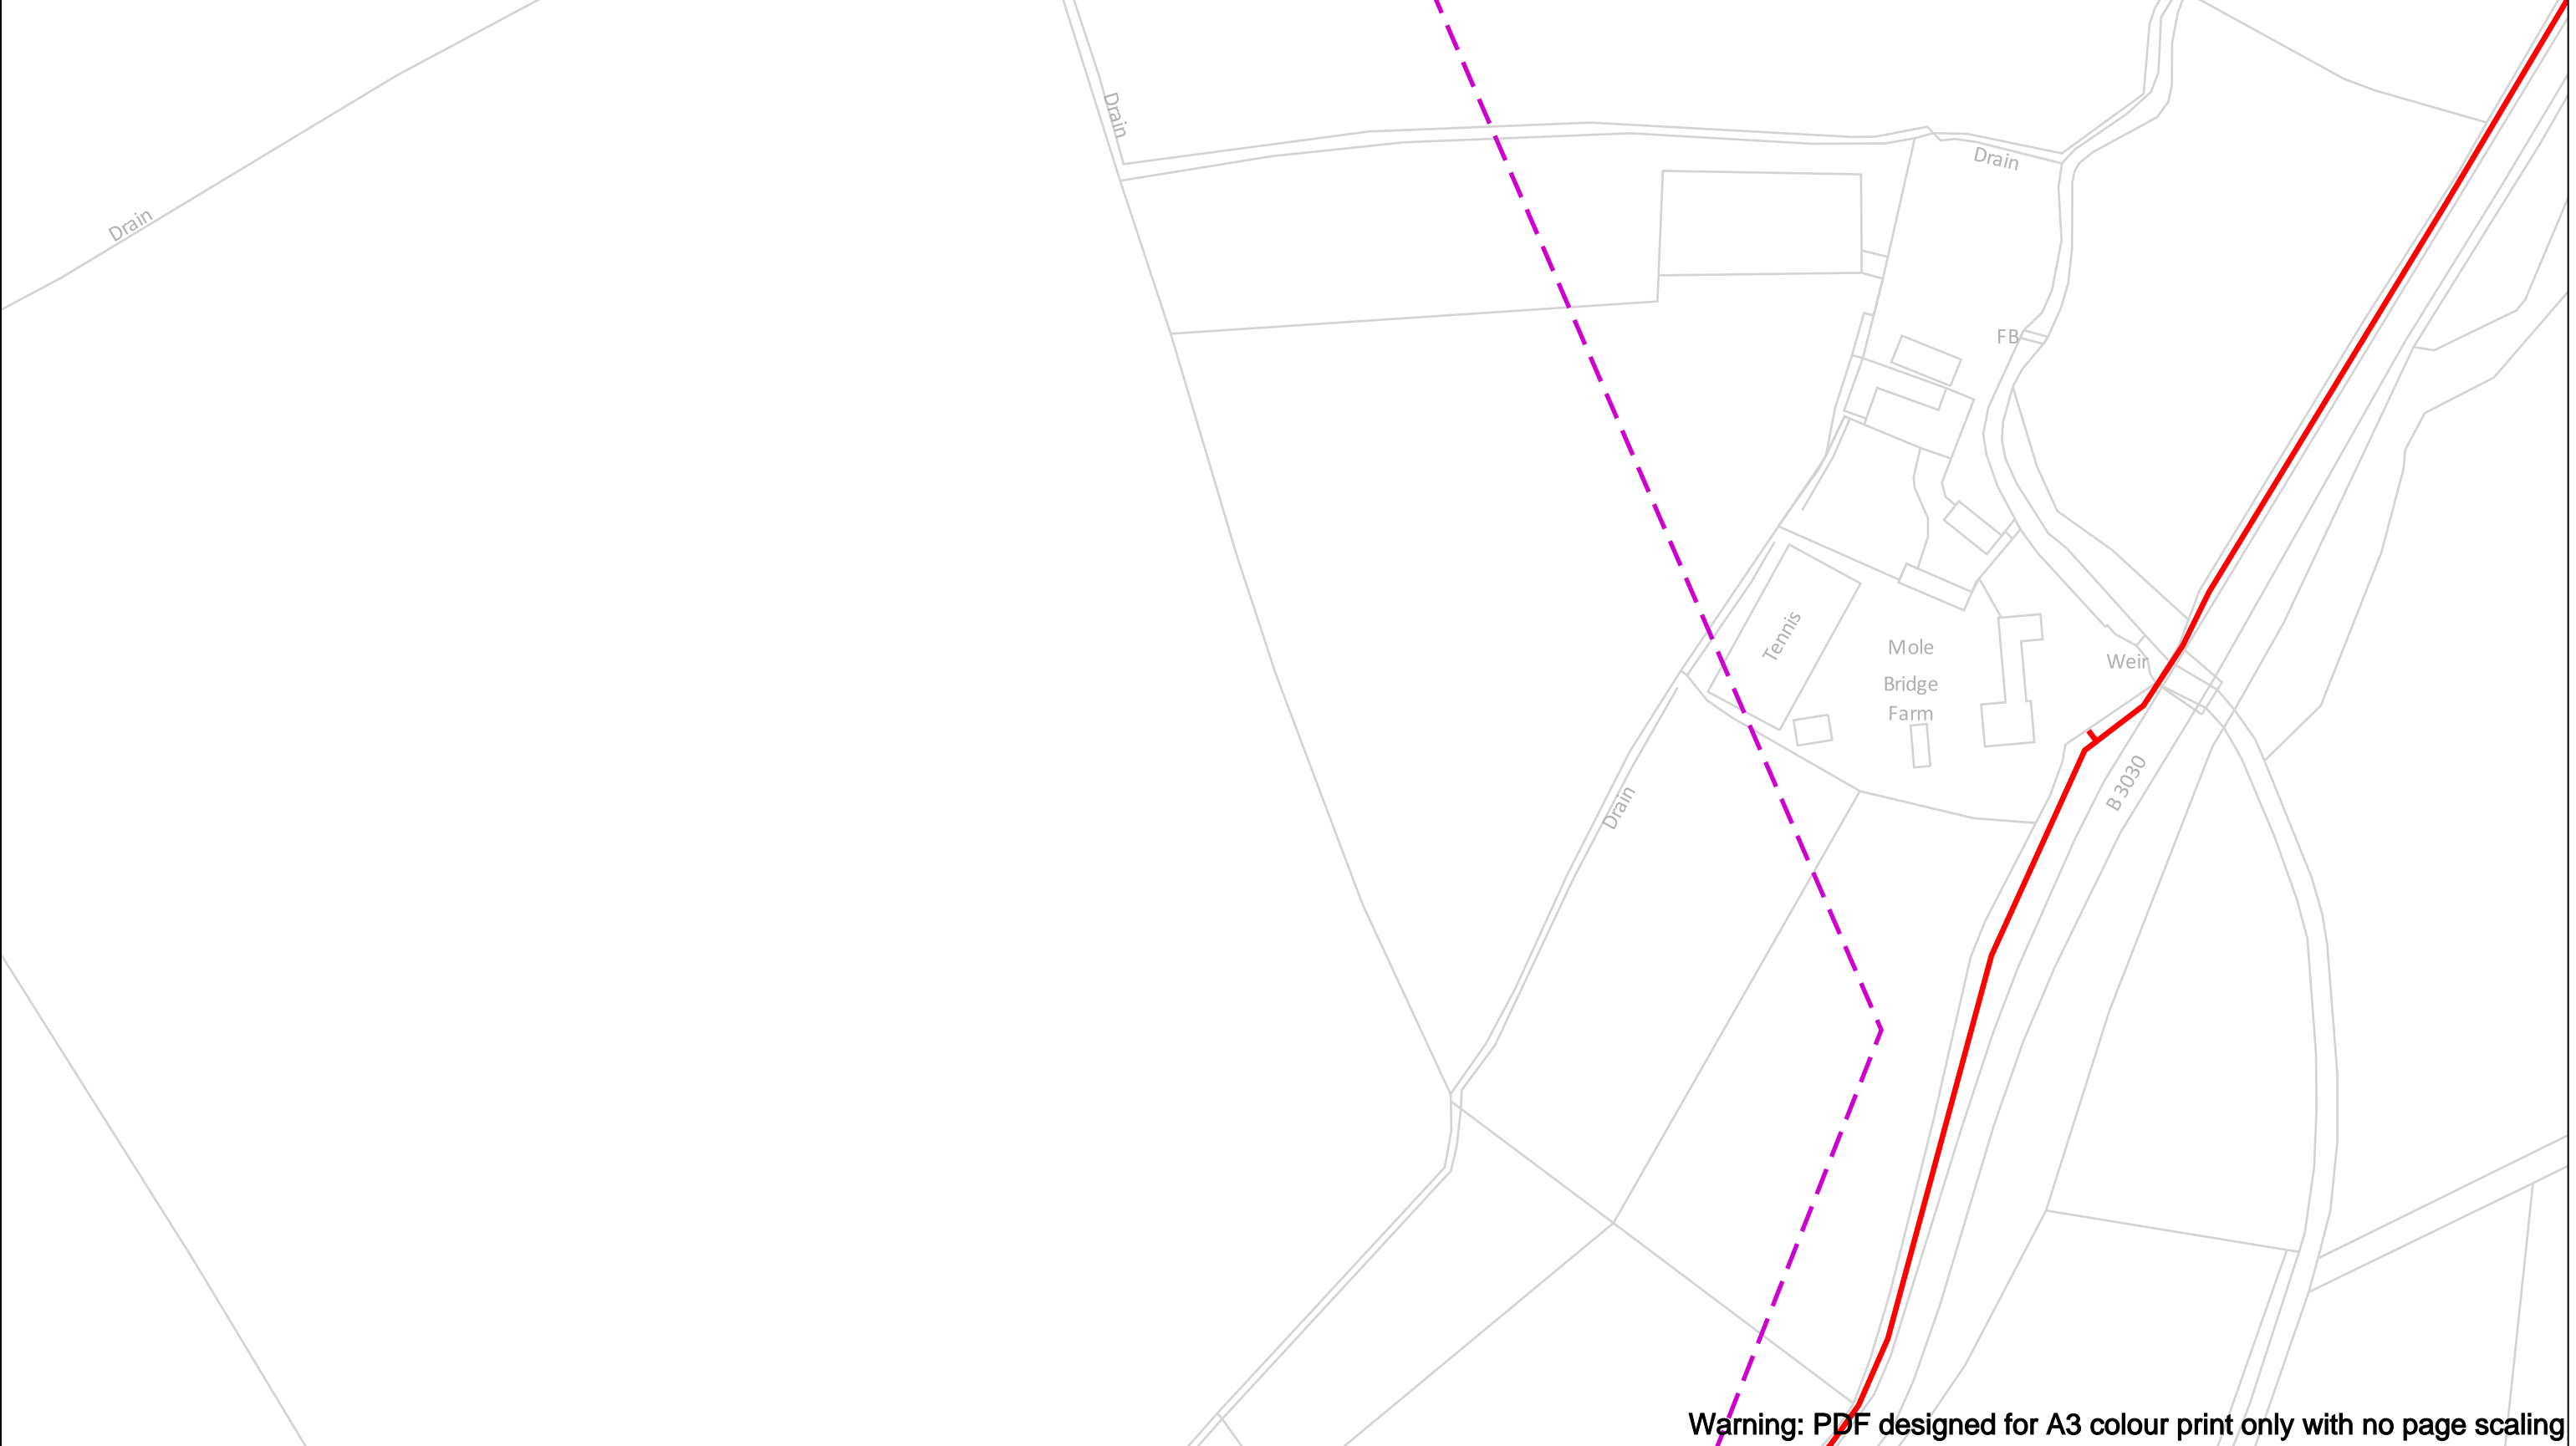 Drain
Drain
Drain
FB
Tennis
Mole
Bridge
Farm
Weir
B 3030
Drain
Warning: PDF designed for A3 colour print only with no page scaling